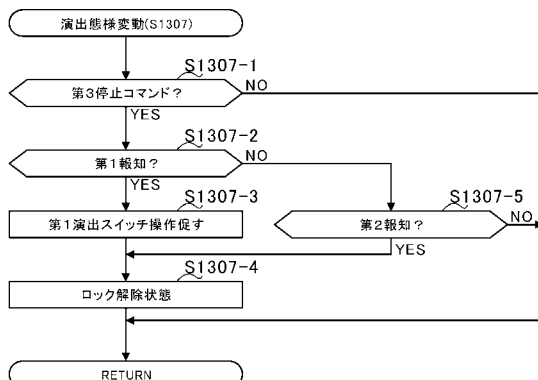 演出態様変動(S1307)
S1307-1
第3停止コマンド?
NO
YES
S1307-2
第1報知?
NO
YES
S1307-3
第1演出スイッチ操作促す
S1307-5
第2報知?
NO
YES
S1307-4
ロック解除状態
RETURN